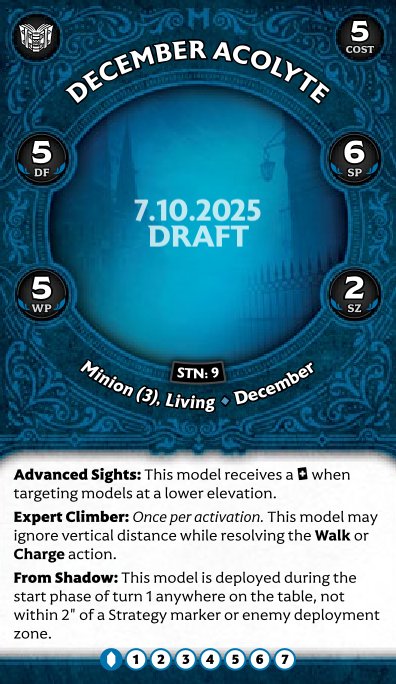 5
COST
DECEMBER ACOLYTE
5
DF
6
SP
7.10.2025
DRAFT
5
WP
2
SZ
STN: 9
Minion (3), Living ◆ December
Advanced Sights: This model receives a 🃏 when
targeting models at a lower elevation.
Expert Climber: Once per activation. This model may
ignore vertical distance while resolving the Walk or
Charge action.
From Shadow: This model is deployed during the
start phase of turn 1 anywhere on the table, not
within 2" of a Strategy marker or enemy deployment
zone.
1 2 3 4 5 6 7